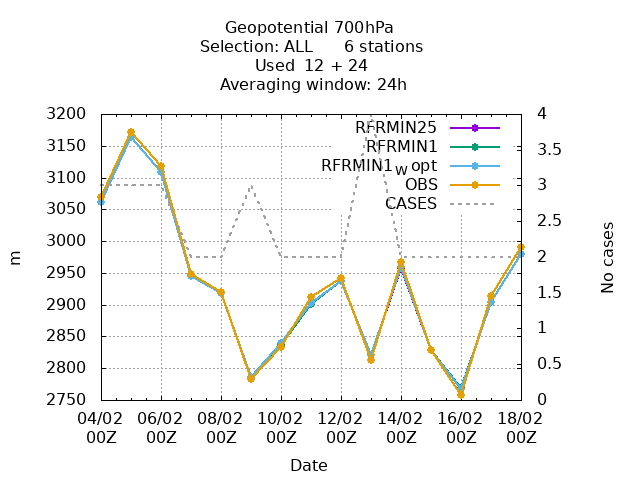 Geopotential 700hPa
Selection: ALL      6 stations
Used  12 + 24
Averaging window: 24h
3200
3150
3100
3050
3000
2950
2900
2850
2800
2750
m
4
3.5
3
2.5
2
1.5
1
0.5
0
No cases
RFRMIN25
RFRMIN1
RFRMIN1w opt
OBS
CASES
04/02 06/02 08/02 10/02 12/02 14/02 16/02 18/02
00Z 00Z 00Z 00Z 00Z 00Z 00Z 00Z
Date